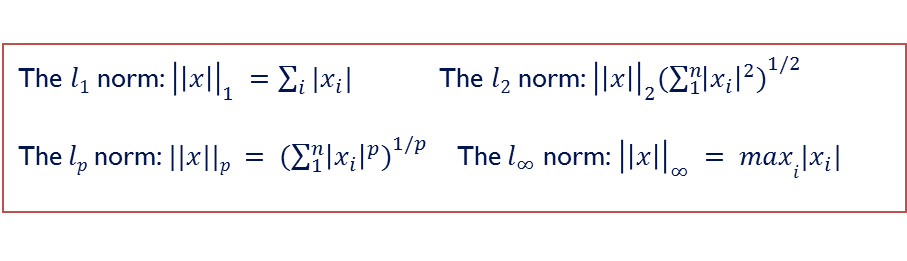 The l₁ norm: ||x||₁ = ∑ᵢ |xᵢ| The l₂ norm: ||x||₂(∑₁ⁿ|xᵢ|²)^1/2
The lₚ norm: ||x||ₚ = (∑₁ⁿ|xᵢ|ᵖ)^1/p The l∞ norm: ||x||∞ = maxᵢ|xᵢ|